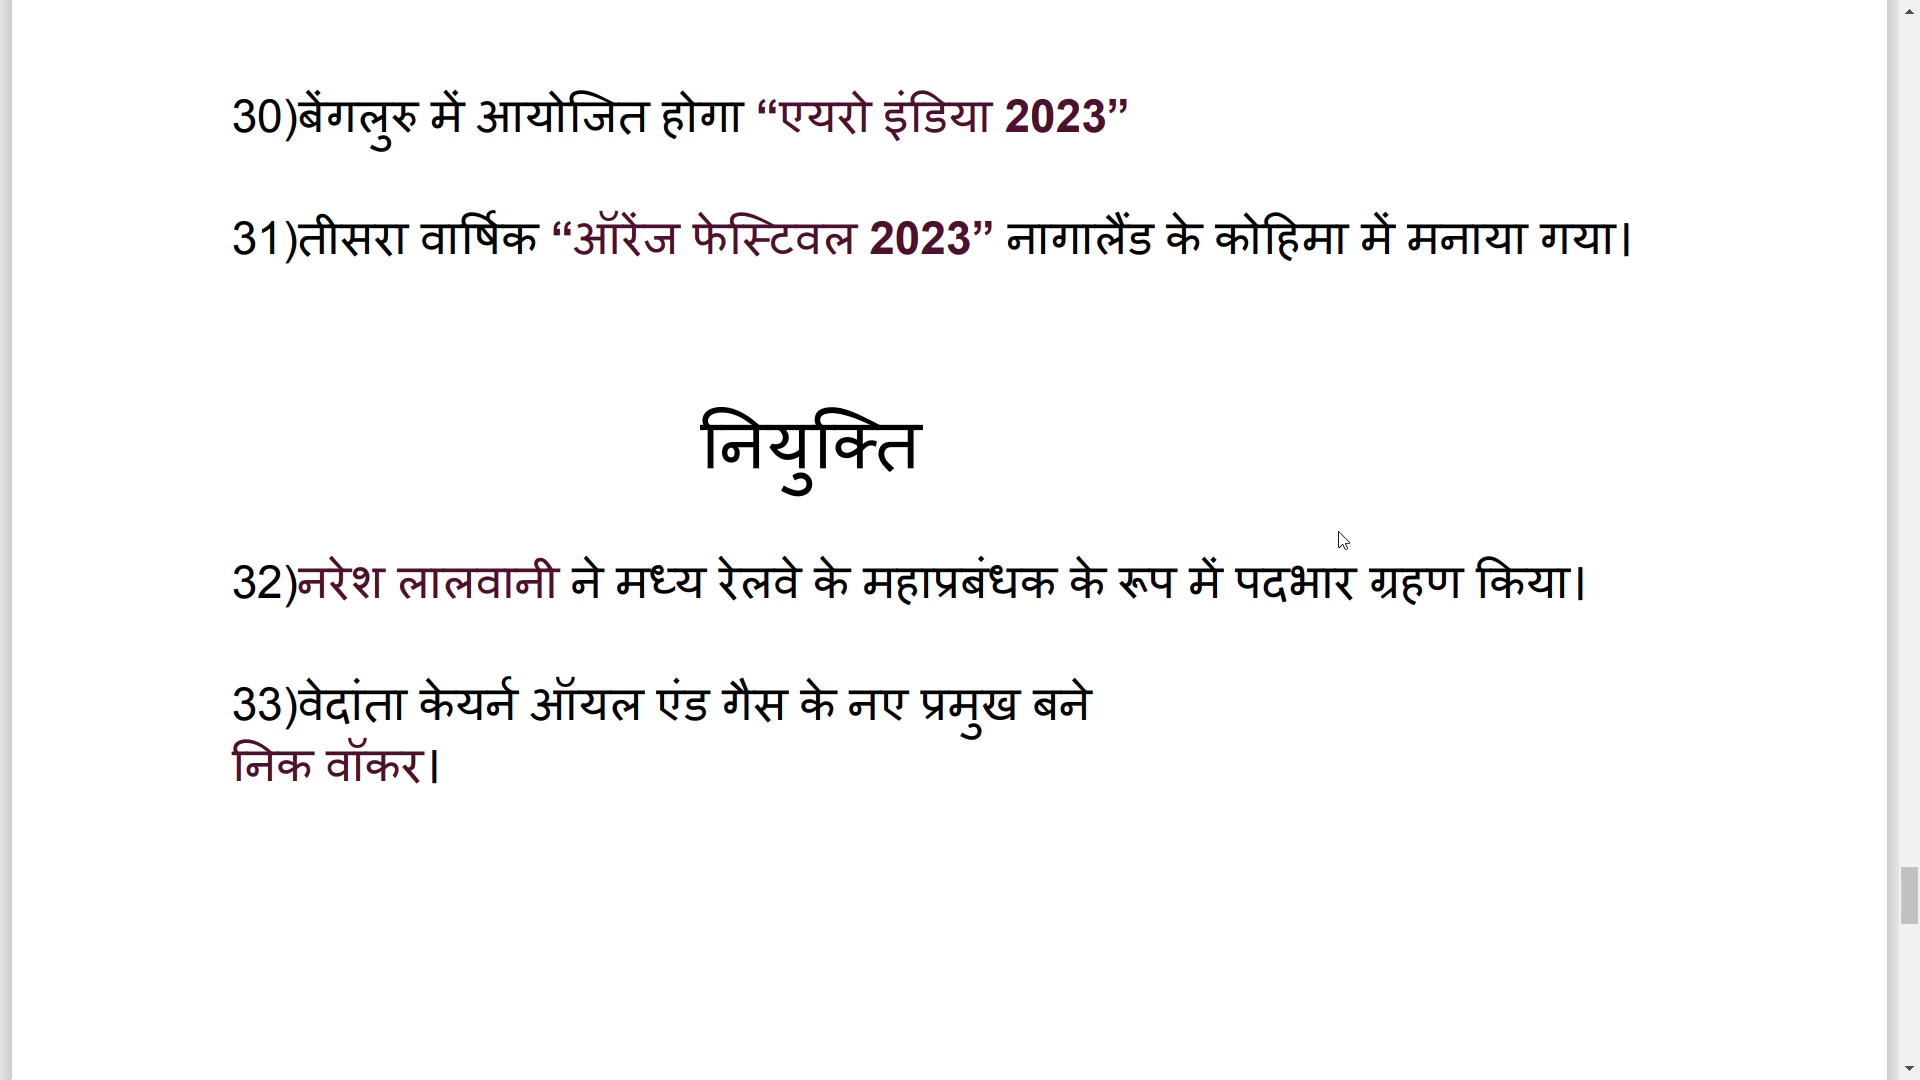 30)बेंगलुरु में आयोजित होगा “एयरो इंडिया 2023”
31)तीसरा वार्षिक “ऑरेंज फेस्टिवल 2023” नागालैंड के कोहिमा में मनाया गया।
नियुक्ति
32)नरेश लालवानी ने मध्य रेलवे के महाप्रबंधक के रूप में पदभार ग्रहण किया।
33)वेदांता केयर्न ऑयल एंड गैस के नए प्रमुख बने
निक वॉकर।